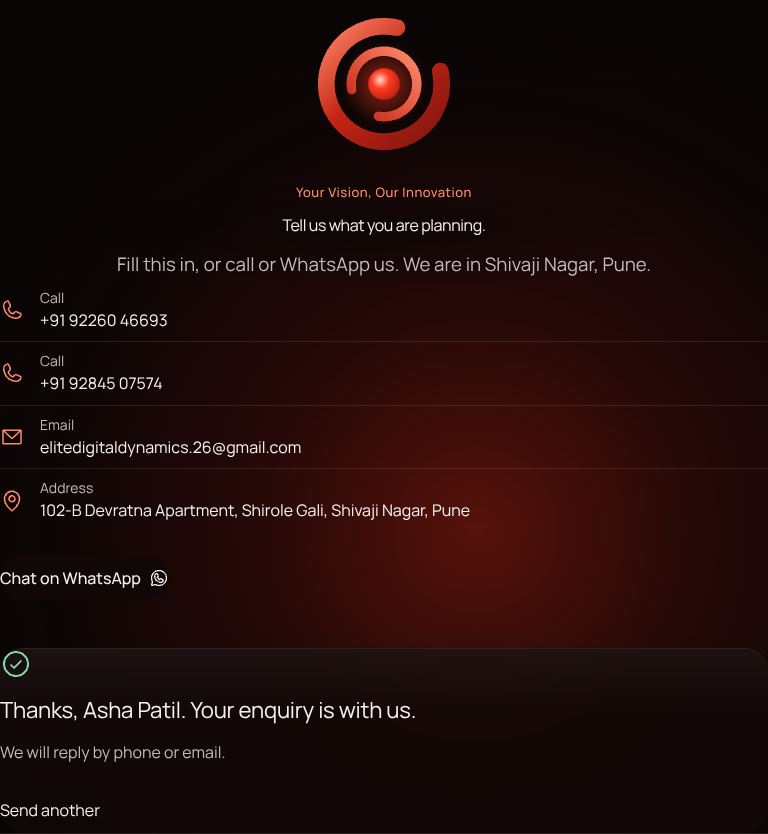 Your Vision, Our Innovation
Tell us what you are planning.
Fill this in, or call or WhatsApp us. We are in Shivaji Nagar, Pune.
Call
+91 92260 46693
Call
+91 92845 07574
Email
elitedigitaldynamics.26@gmail.com
Address
102-B Devratna Apartment, Shirole Gali, Shivaji Nagar, Pune
Chat on WhatsApp
Thanks, Asha Patil. Your enquiry is with us.
We will reply by phone or email.
Send another